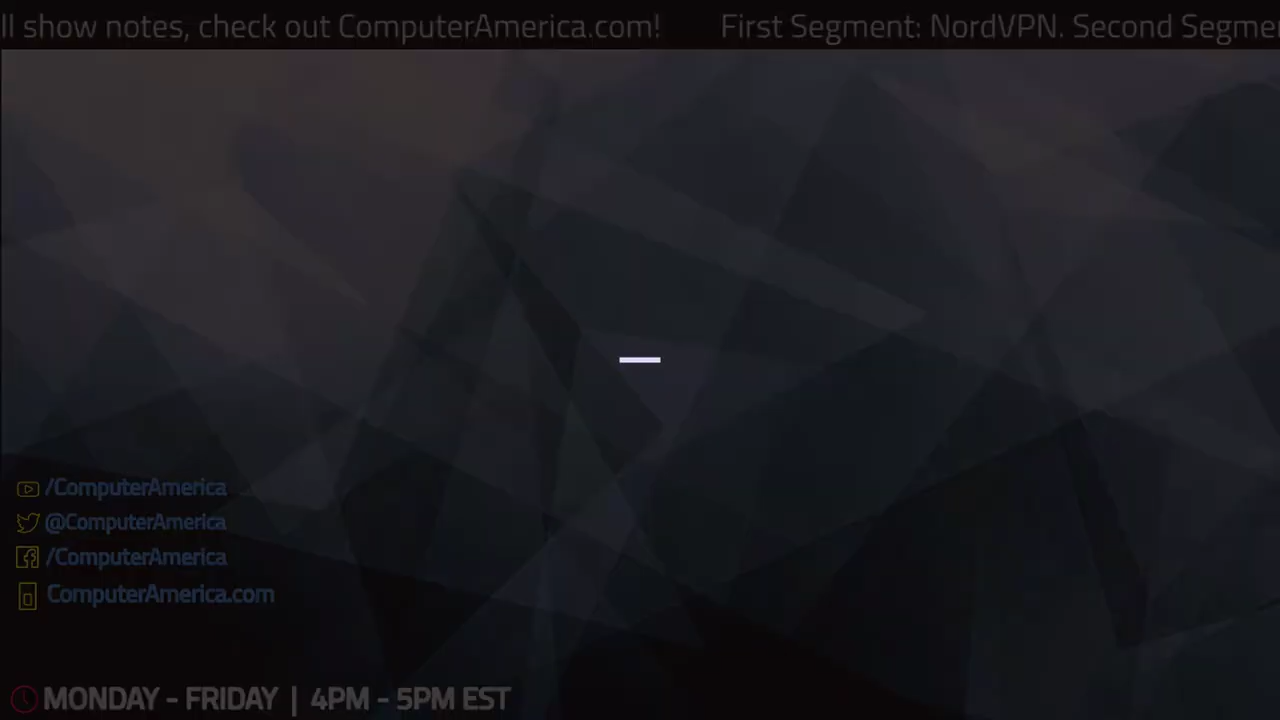 ll show notes, check out ComputerAmerica.com! First Segment: NordVPN. Second Segme
/ComputerAmerica
@ComputerAmerica
/ComputerAmerica
ComputerAmerica.com
MONDAY - FRIDAY | 4PM - 5PM EST